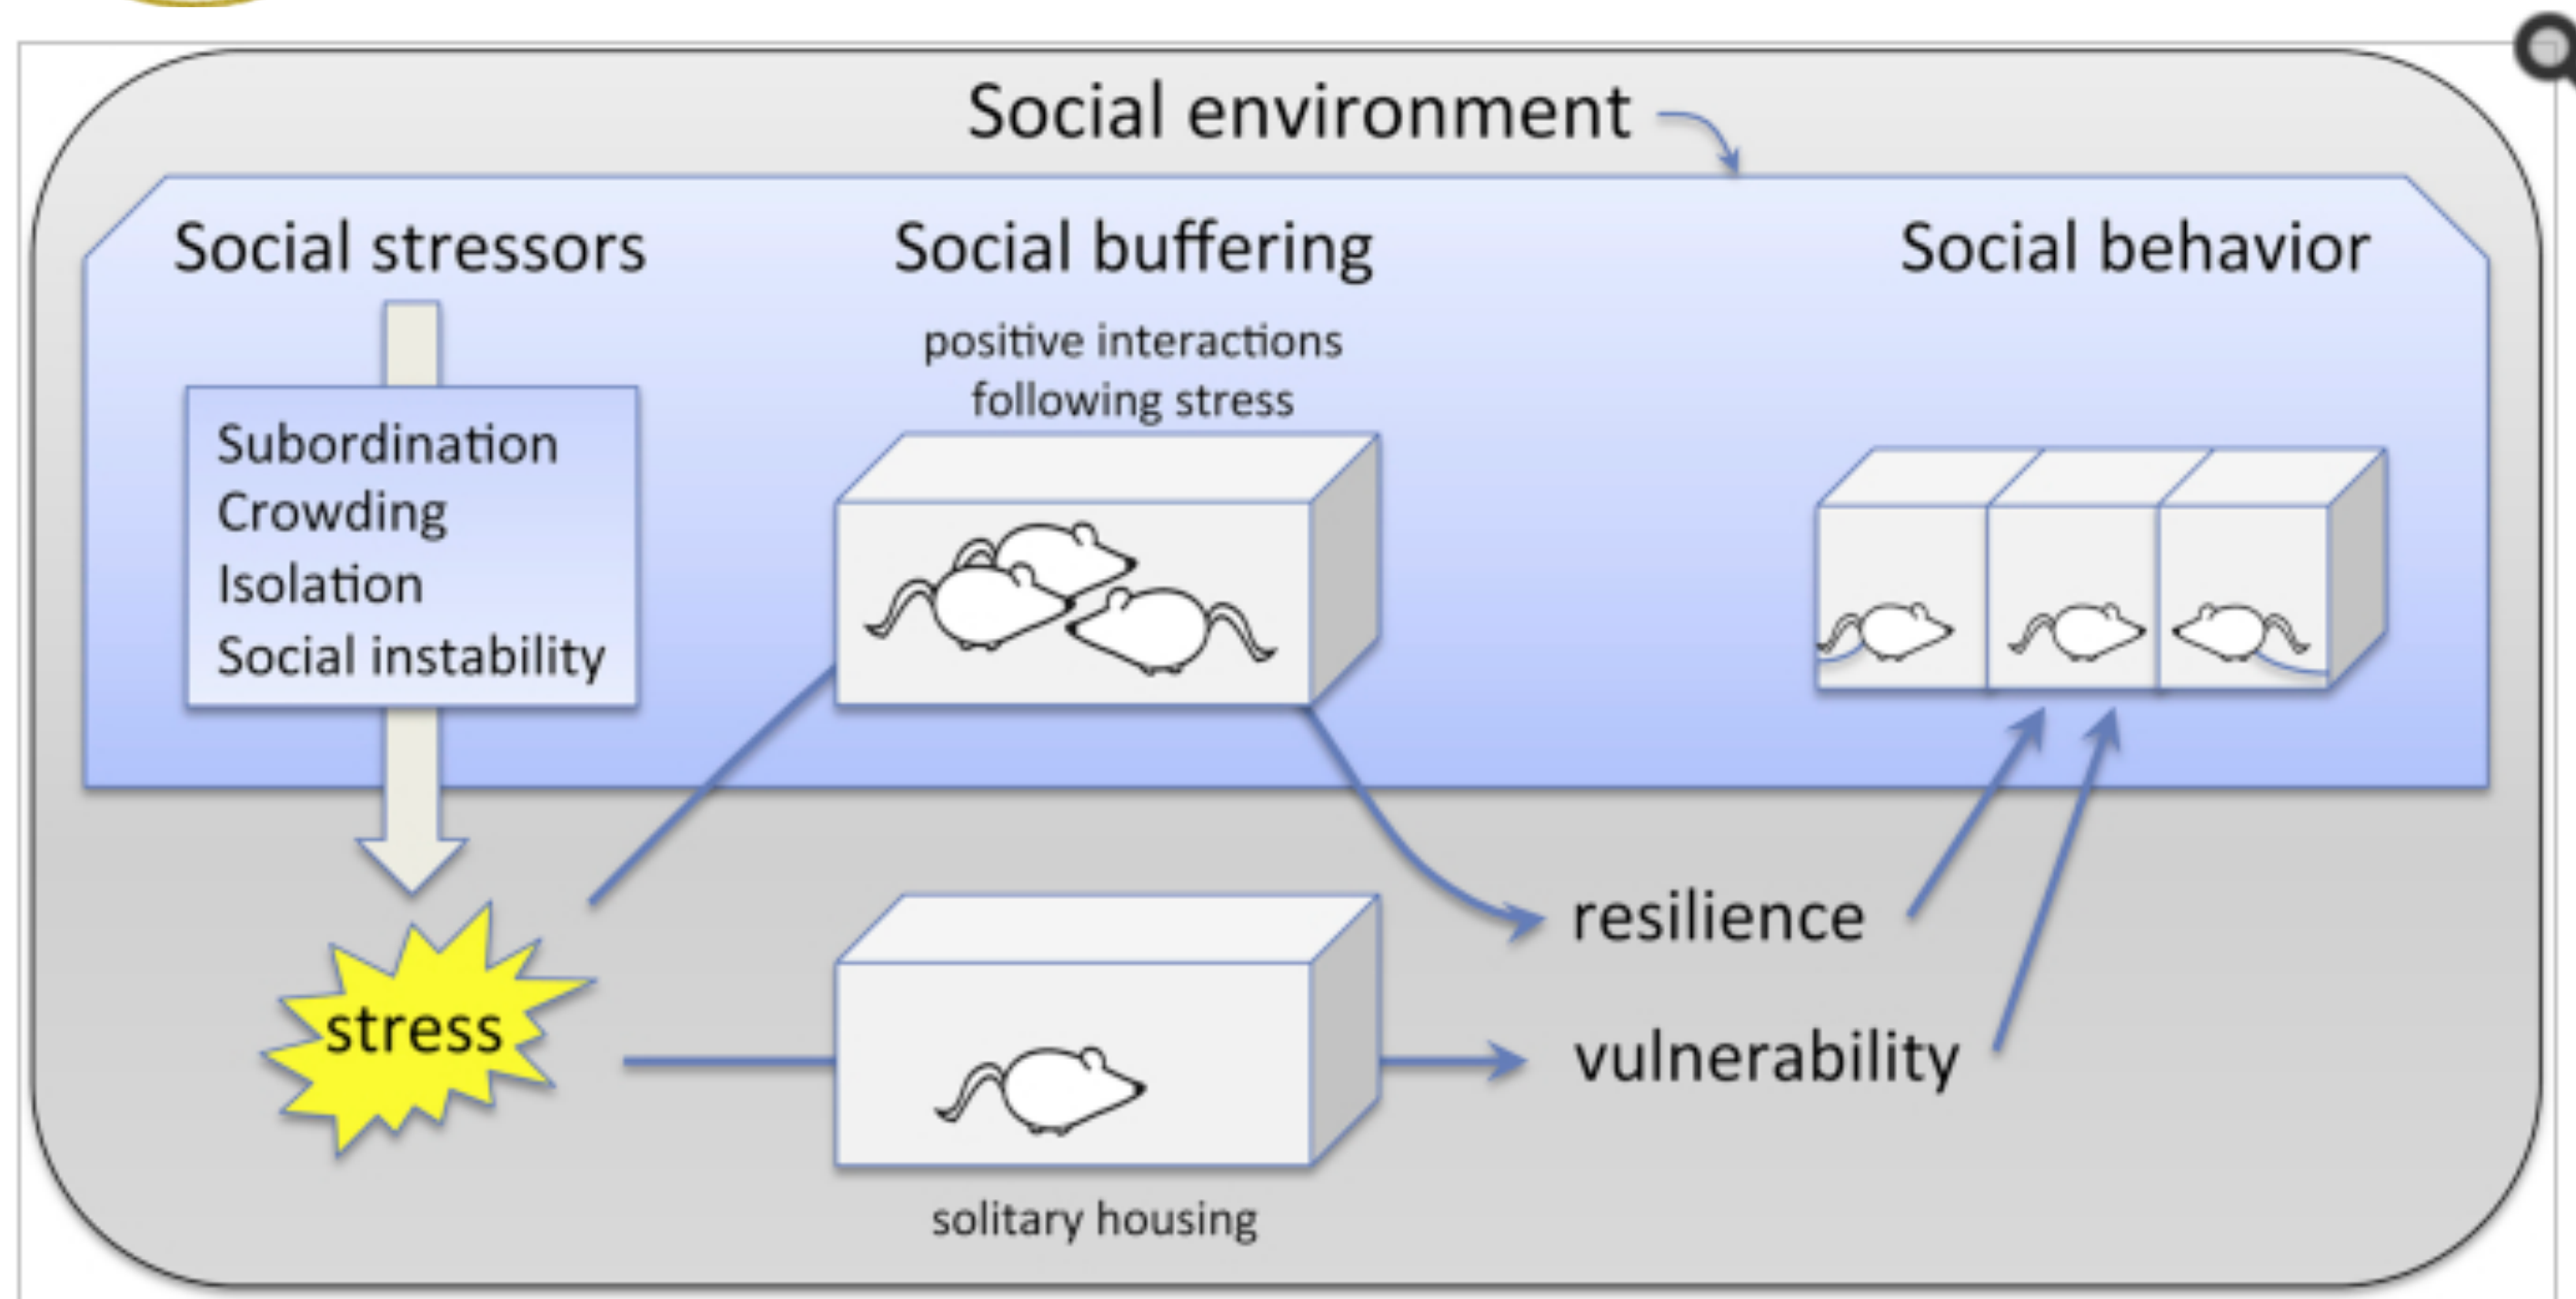 Social environment
Social stressors
Social buffering
Social behavior
positive interactions
following stress
Subordination
Crowding
Isolation
Social instability
stress
resilience
vulnerability
solitary housing